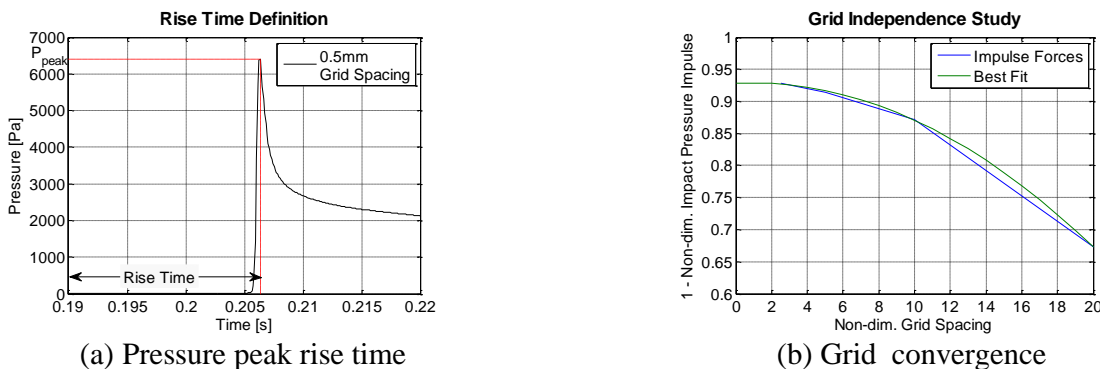 Rise Time Definition
7000
P peak
6000
5000
4000
3000
2000
1000
0
Pressure [Pa]
0.5mm
Grid Spacing
Rise Time
0.19 0.195 0.2 0.205 0.21 0.215 0.22
Time [s]
(a) Pressure peak rise time
Grid Independence Study
1
0.95
0.9
0.85
0.8
0.75
0.7
0.65
0.6
1 - Non-dim. Impact Pressure Impulse
Impulse Forces
Best Fit
0 2 4 6 8 10 12 14 16 18 20
Non-dim. Grid Spacing
(b) Grid convergence